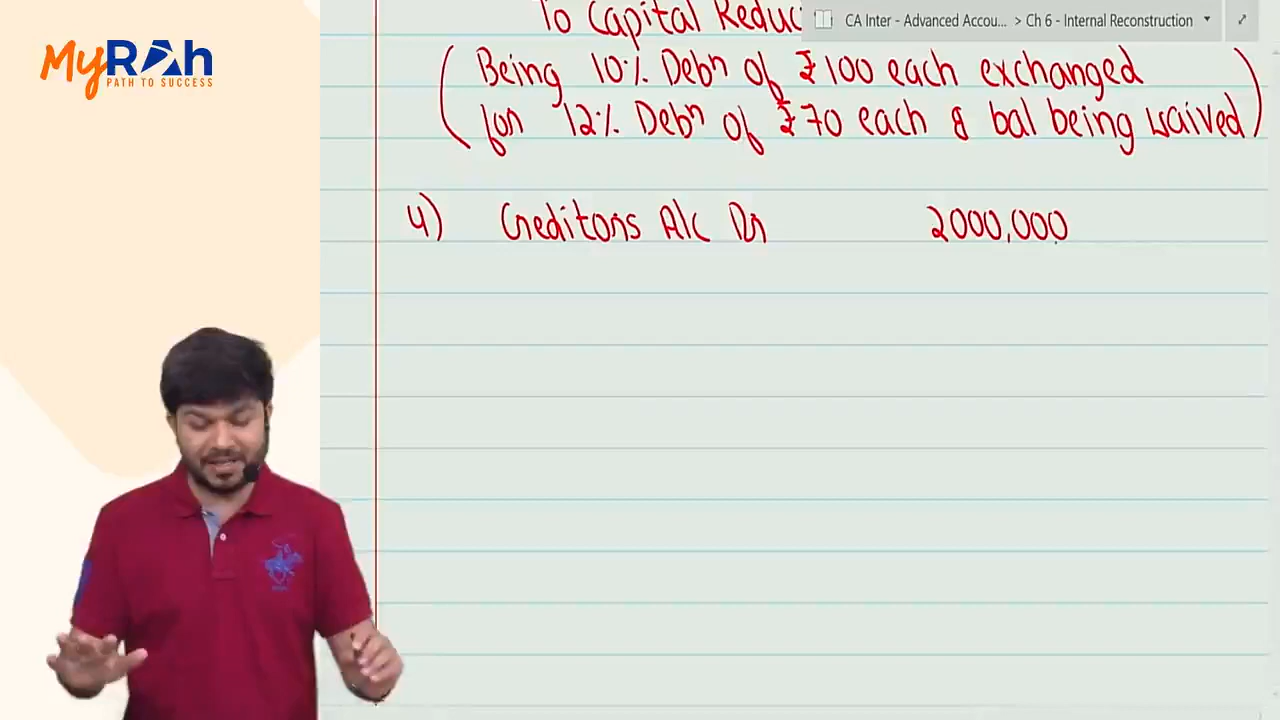 MyRAh
PATH TO SUCCESS
CA Inter - Advanced Accou... > Ch 6 - Internal Reconstruction
To Capital Reduc
(Being 10% Debn of ₹100 each exchanged
for 12% Debn of ₹70 each & bal being waived)
4) Creditors A/c Dr 2000,000